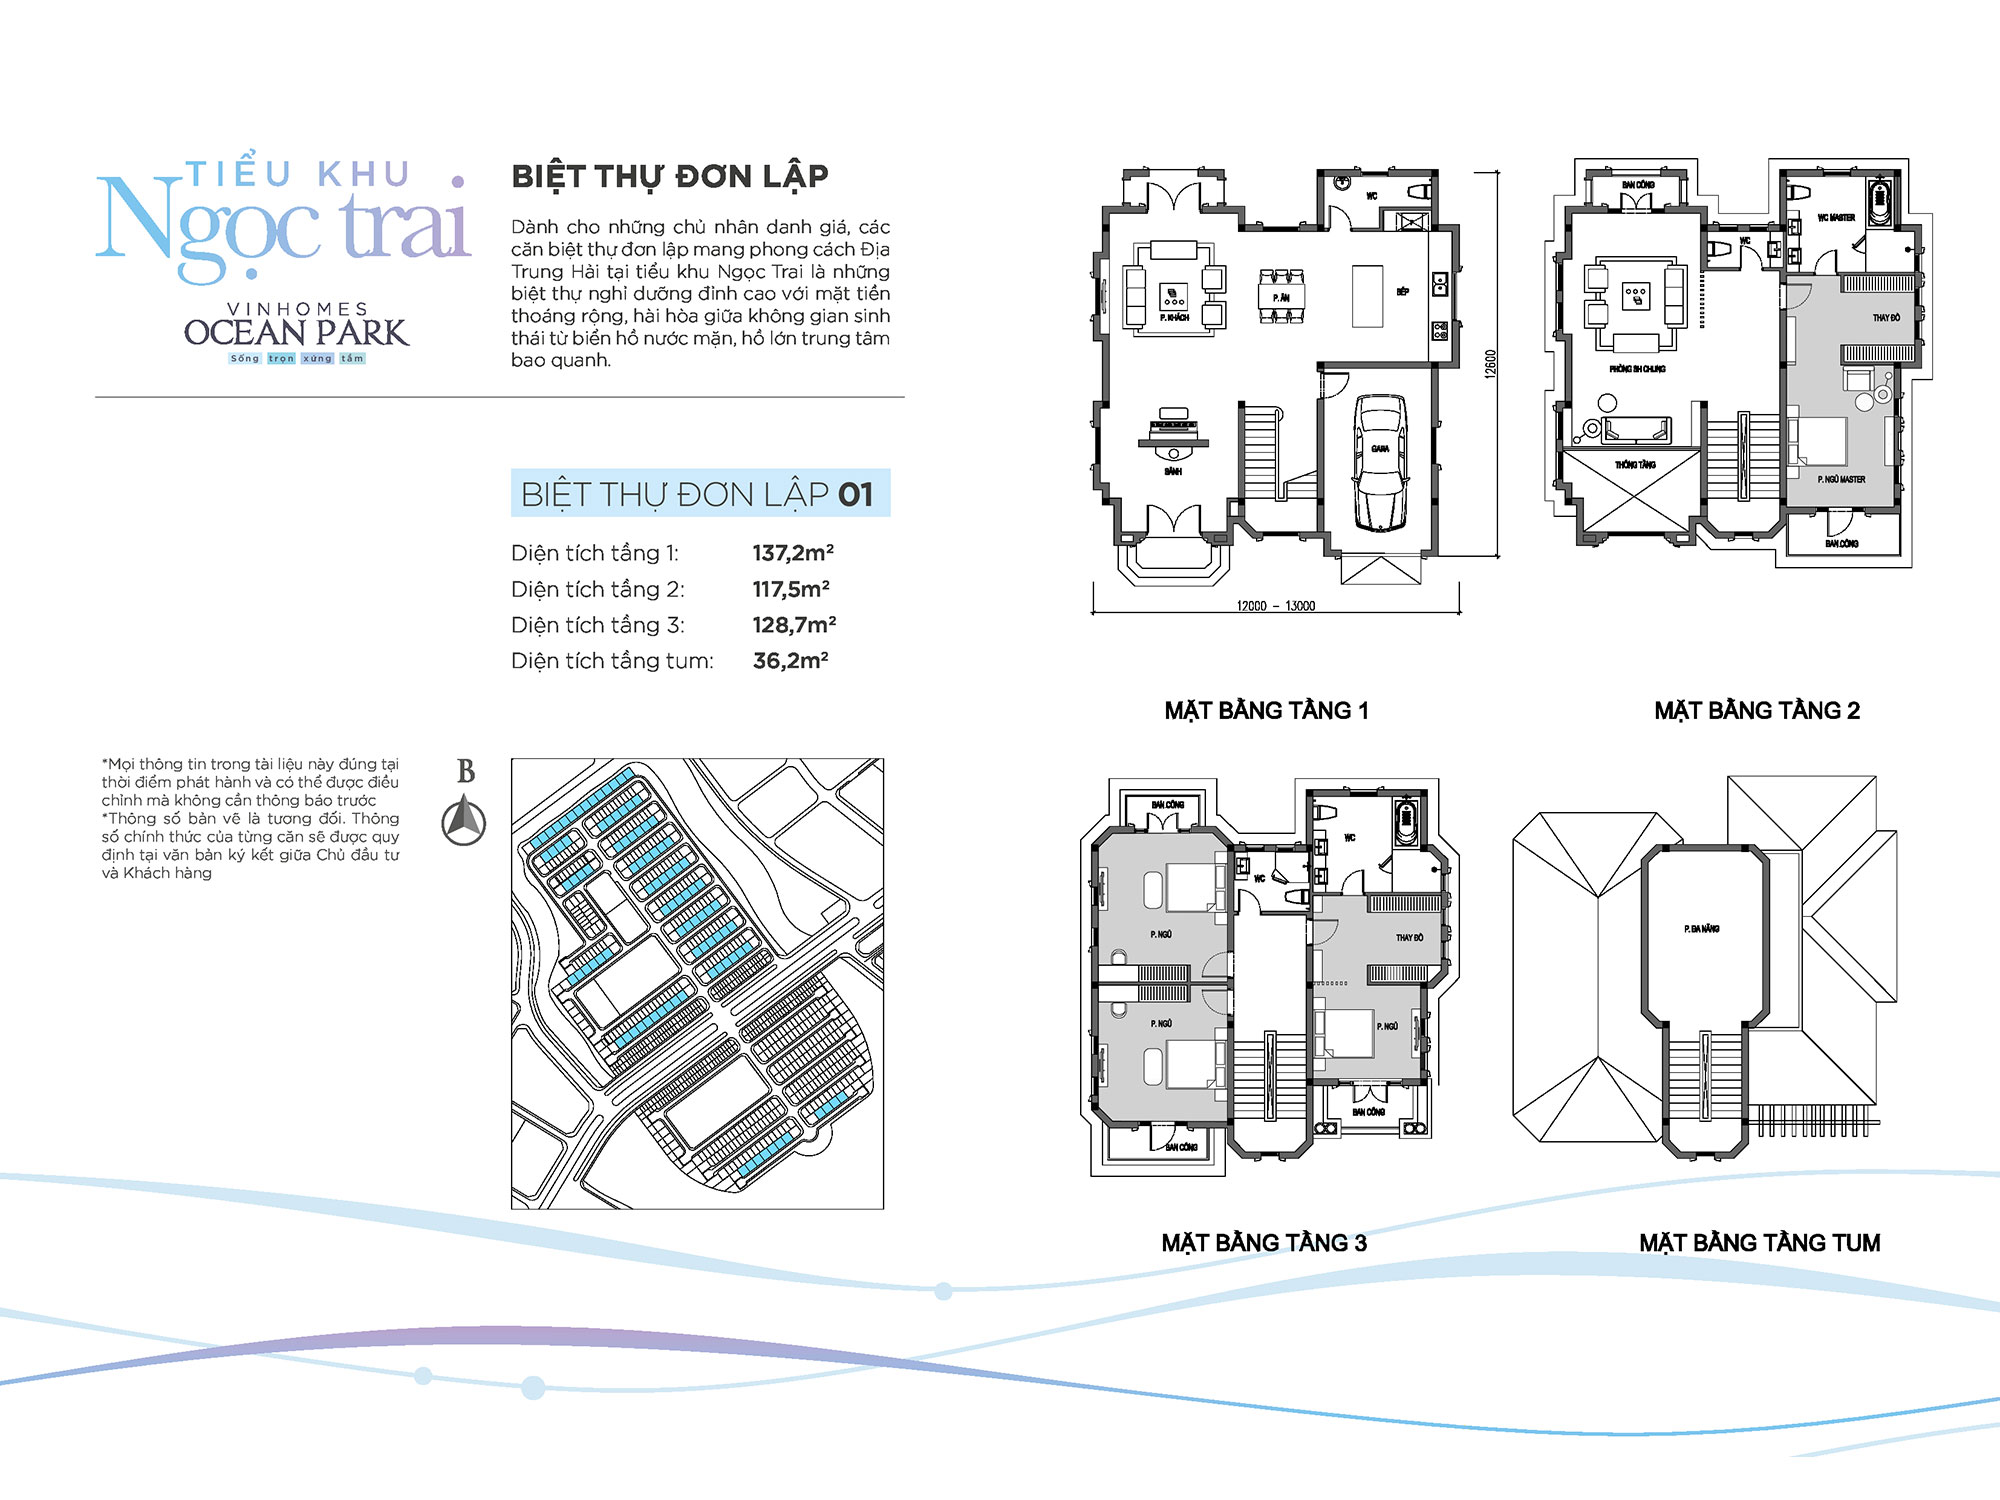 TIỂU KHU
Ngọc trai
VINHOMES
OCEAN PARK
Sống trọn xứng tầm
BIỆT THỰ ĐƠN LẬP
Dành cho những chủ nhân danh giá, các
căn biệt thự đơn lập mang phong cách Địa
Trung Hải tại tiểu khu Ngọc Trai là những
biệt thự nghỉ dưỡng đỉnh cao với mặt tiền
thoáng rộng, hài hòa giữa không gian sinh
thái từ biển hồ nước mặn, hồ lớn trung tâm
bao quanh.
BIỆT THỰ ĐƠN LẬP 01
Diện tích tầng 1: 137,2m²
Diện tích tầng 2: 117,5m²
Diện tích tầng 3: 128,7m²
Diện tích tầng tum: 36,2m²
*Mọi thông tin trong tài liệu này đúng tại
thời điểm phát hành và có thể được điều
chỉnh mà không cần thông báo trước
*Thông số bản vẽ là tương đối. Thông
số chính thức của từng căn sẽ được quy
định tại văn bản ký kết giữa Chủ đầu tư
và Khách hàng
B
WC
P. KHÁCH
P. ĂN
BẾP
GARA
SẢNH
12600
12000 - 13000
MẶT BẰNG TẦNG 1
BAN CÔNG
WC MASTER
WC
THAY ĐỒ
PHÒNG SH CHUNG
THÔNG TẦNG
P. NGỦ MASTER
BAN CÔNG
MẶT BẰNG TẦNG 2
BAN CÔNG
WC
WC
P. NGỦ
THAY ĐỒ
P. NGỦ
P. NGỦ
BAN CÔNG
BAN CÔNG
MẶT BẰNG TẦNG 3
P. ĐA NĂNG
MẶT BẰNG TẦNG TUM